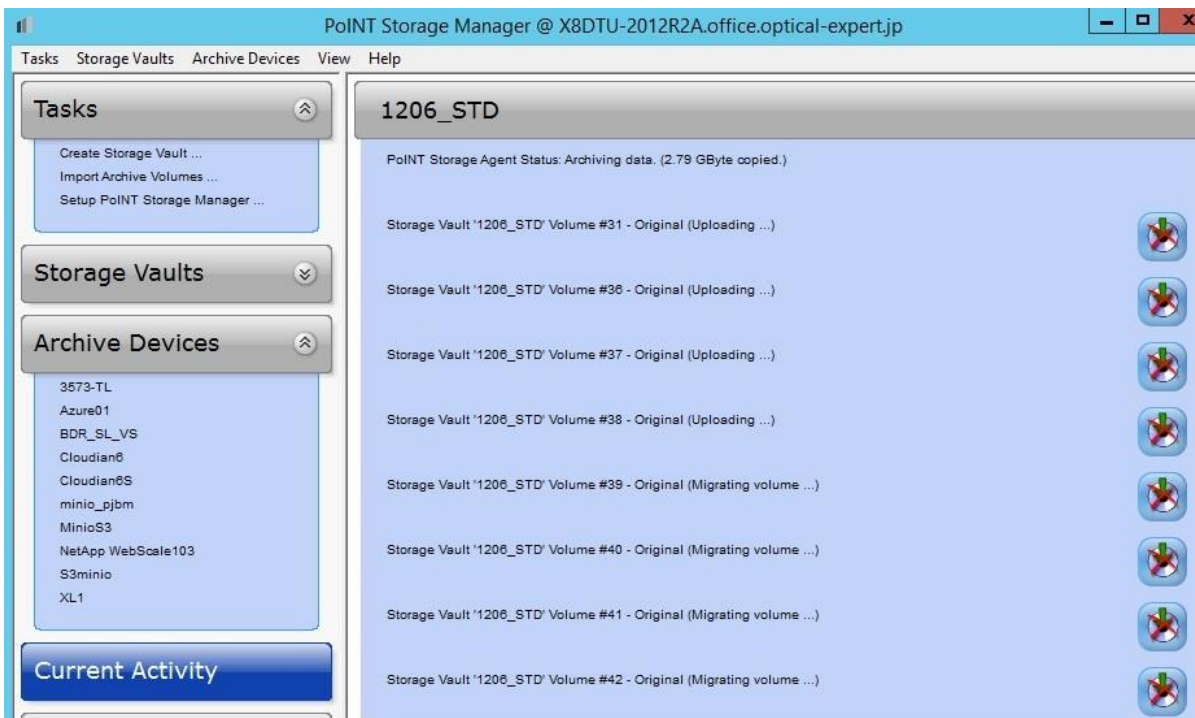 PoINT Storage Manager @ X8DTU-2012R2A.office.optical-expert.jp
Tasks Storage Vaults Archive Devices View Help
Tasks
Create Storage Vault ...
Import Archive Volumes ...
Setup PoINT Storage Manager ...
Storage Vaults
Archive Devices
3573-TL
Azure01
BDR_SL_VS
Cloudian6
Cloudian6S
minio_pjbm
MinioS3
NetApp WebScale103
S3minio
XL1
Current Activity
1206_STD
PoINT Storage Agent Status: Archiving data. (2.79 GByte copied.)
Storage Vault '1206_STD' Volume #31 - Original (Uploading ...)
Storage Vault '1206_STD' Volume #36 - Original (Uploading ...)
Storage Vault '1206_STD' Volume #37 - Original (Uploading ...)
Storage Vault '1206_STD' Volume #38 - Original (Uploading ...)
Storage Vault '1206_STD' Volume #39 - Original (Migrating volume ...)
Storage Vault '1206_STD' Volume #40 - Original (Migrating volume ...)
Storage Vault '1206_STD' Volume #41 - Original (Migrating volume ...)
Storage Vault '1206_STD' Volume #42 - Original (Migrating volume ...)